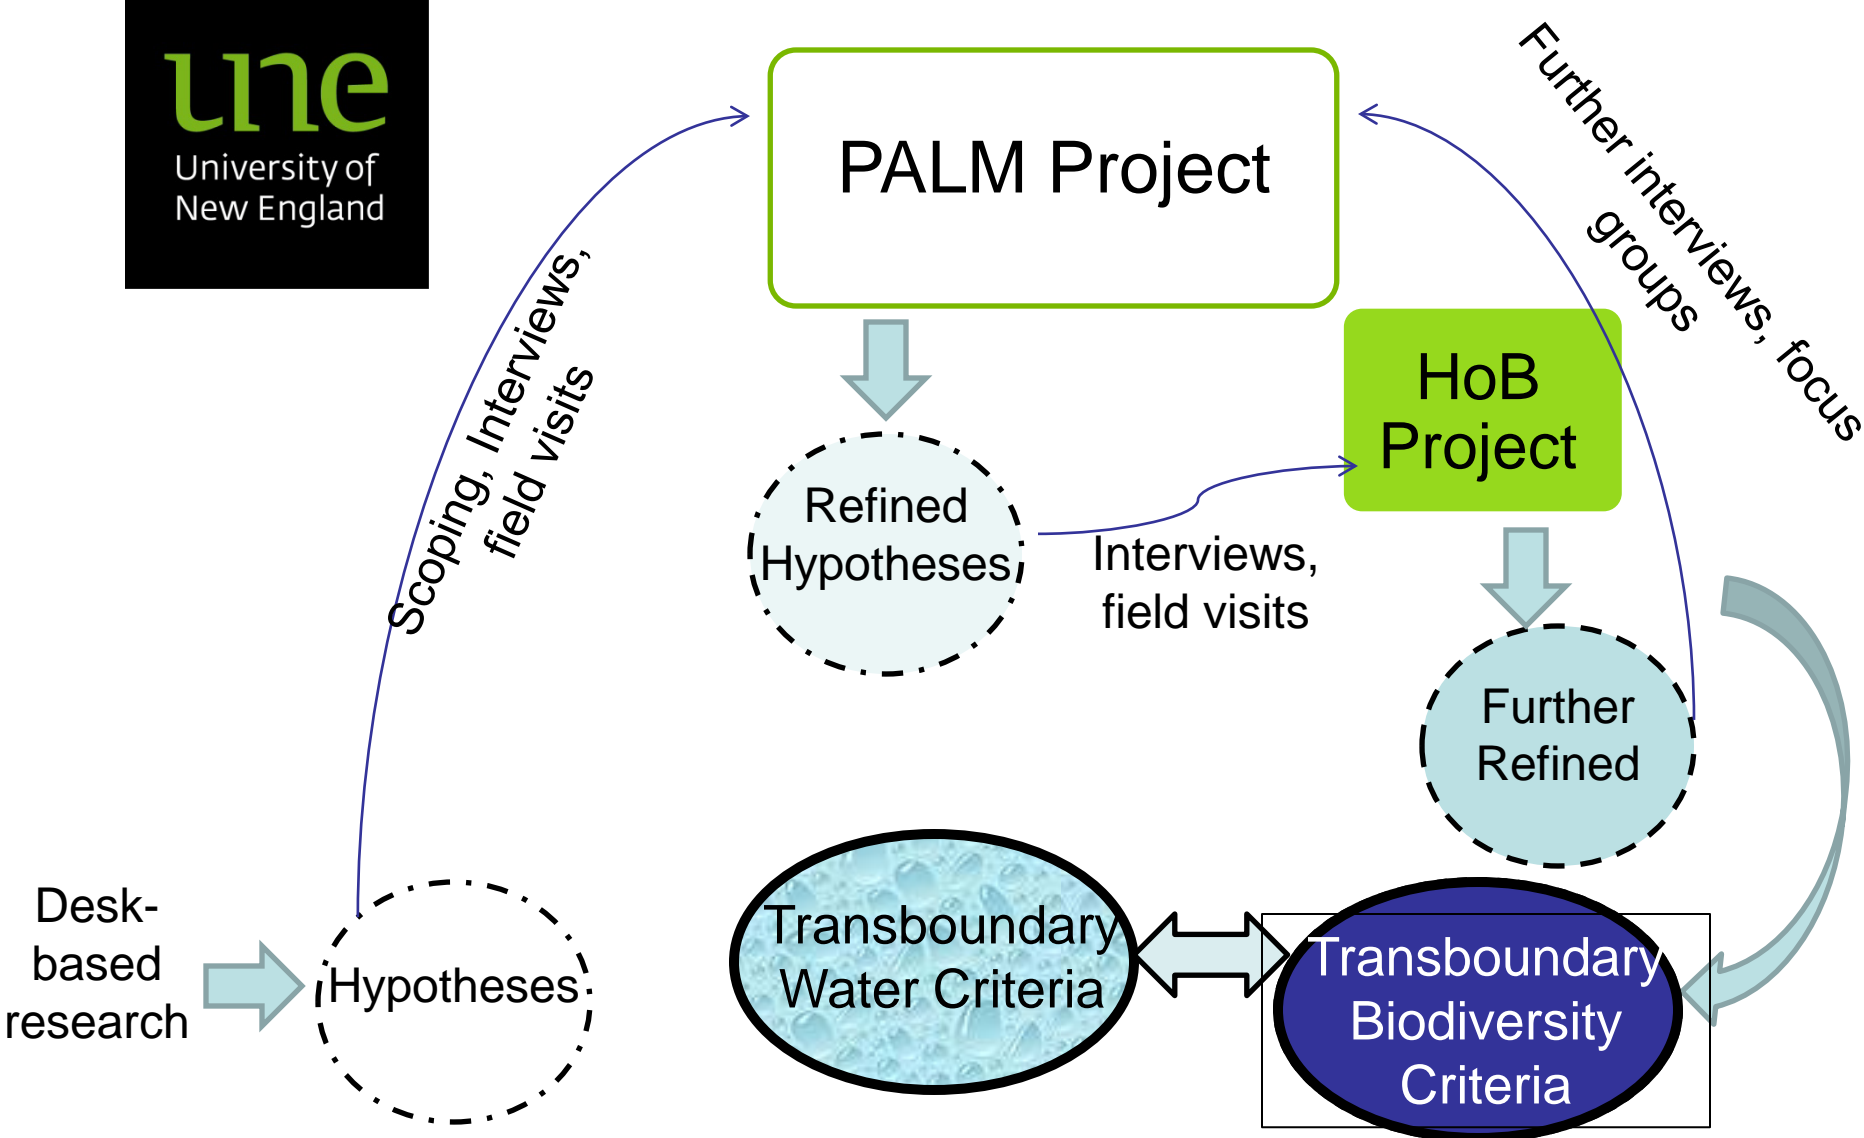 une
University of
New England
PALM Project
Further interviews, focus
groups
Scoping, Interviews,
field visits
HoB
Project
Refined
Hypotheses
Interviews,
field visits
Further
Refined
Desk-
based
research
Hypotheses
Transboundary
Water Criteria
Transboundary
Biodiversity
Criteria